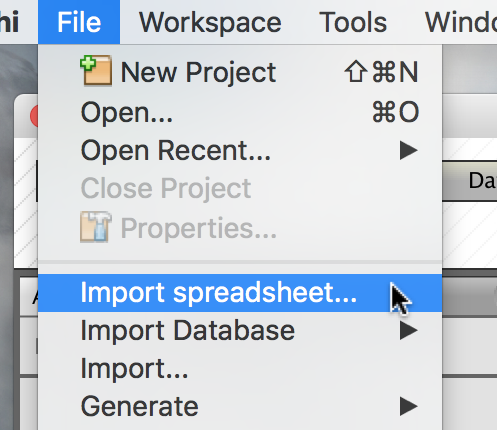 hi File Workspace Tools Windo
New Project ⇧⌘N
Open... ⌘O
Open Recent...
Close Project
Properties...
Import spreadsheet...
Import Database
Import...
Generate
Da